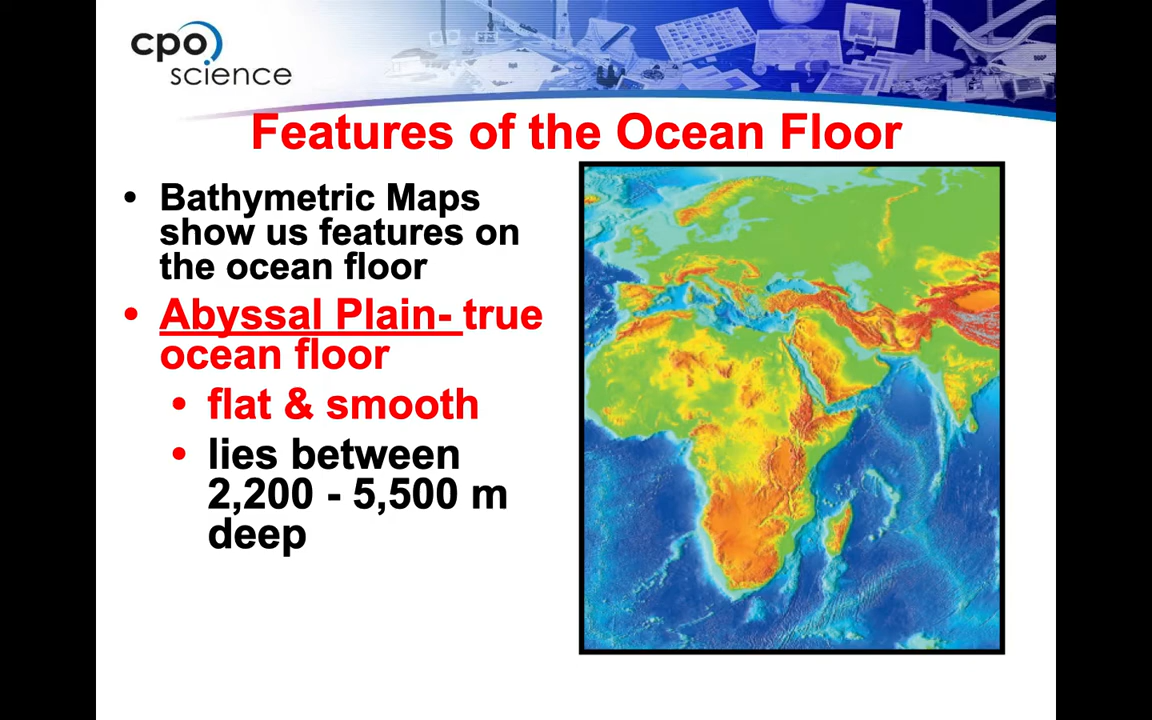 cpo
science
Features of the Ocean Floor
• Bathymetric Maps
show us features on
the ocean floor
• Abyssal Plain- true
ocean floor
• flat & smooth
• lies between
2,200 - 5,500 m
deep